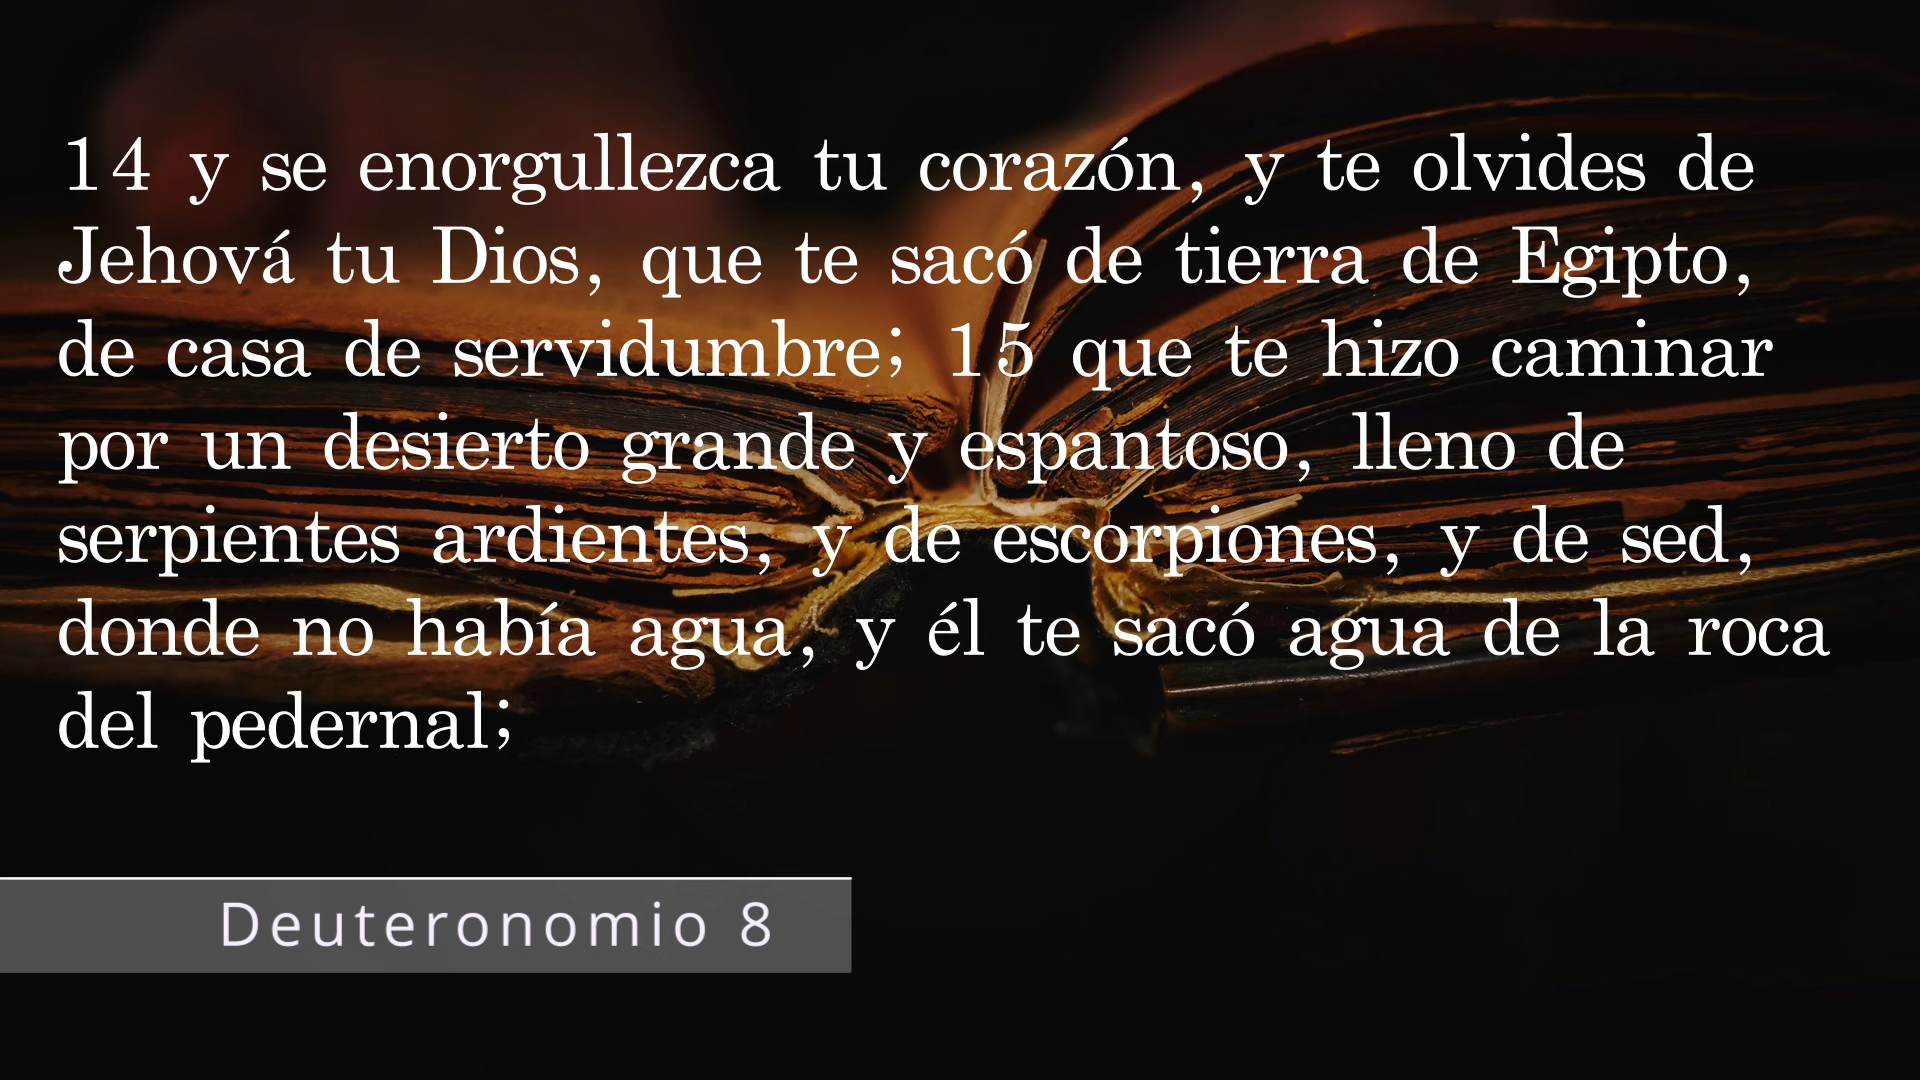 14 y se enorgullezca tu corazón, y te olvides de
Jehová tu Dios, que te sacó de tierra de Egipto,
de casa de servidumbre; 15 que te hizo caminar
por un desierto grande y espantoso, lleno de
serpientes ardientes, y de escorpiones, y de sed,
donde no había agua, y él te sacó agua de la roca
del pedernal;
Deuteronomio 8